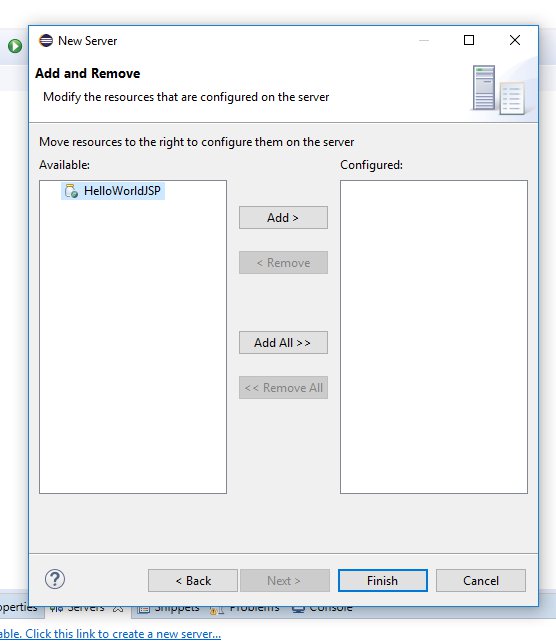 New Server
Add and Remove
Modify the resources that are configured on the server
Move resources to the right to configure them on the server
Available:
Configured:
HelloWorldJSP
Add >
< Remove
Add All >>
<< Remove All
?
< Back
Next >
Finish
Cancel
operties Servers Snippets Problems Console
able. Click this link to create a new server...